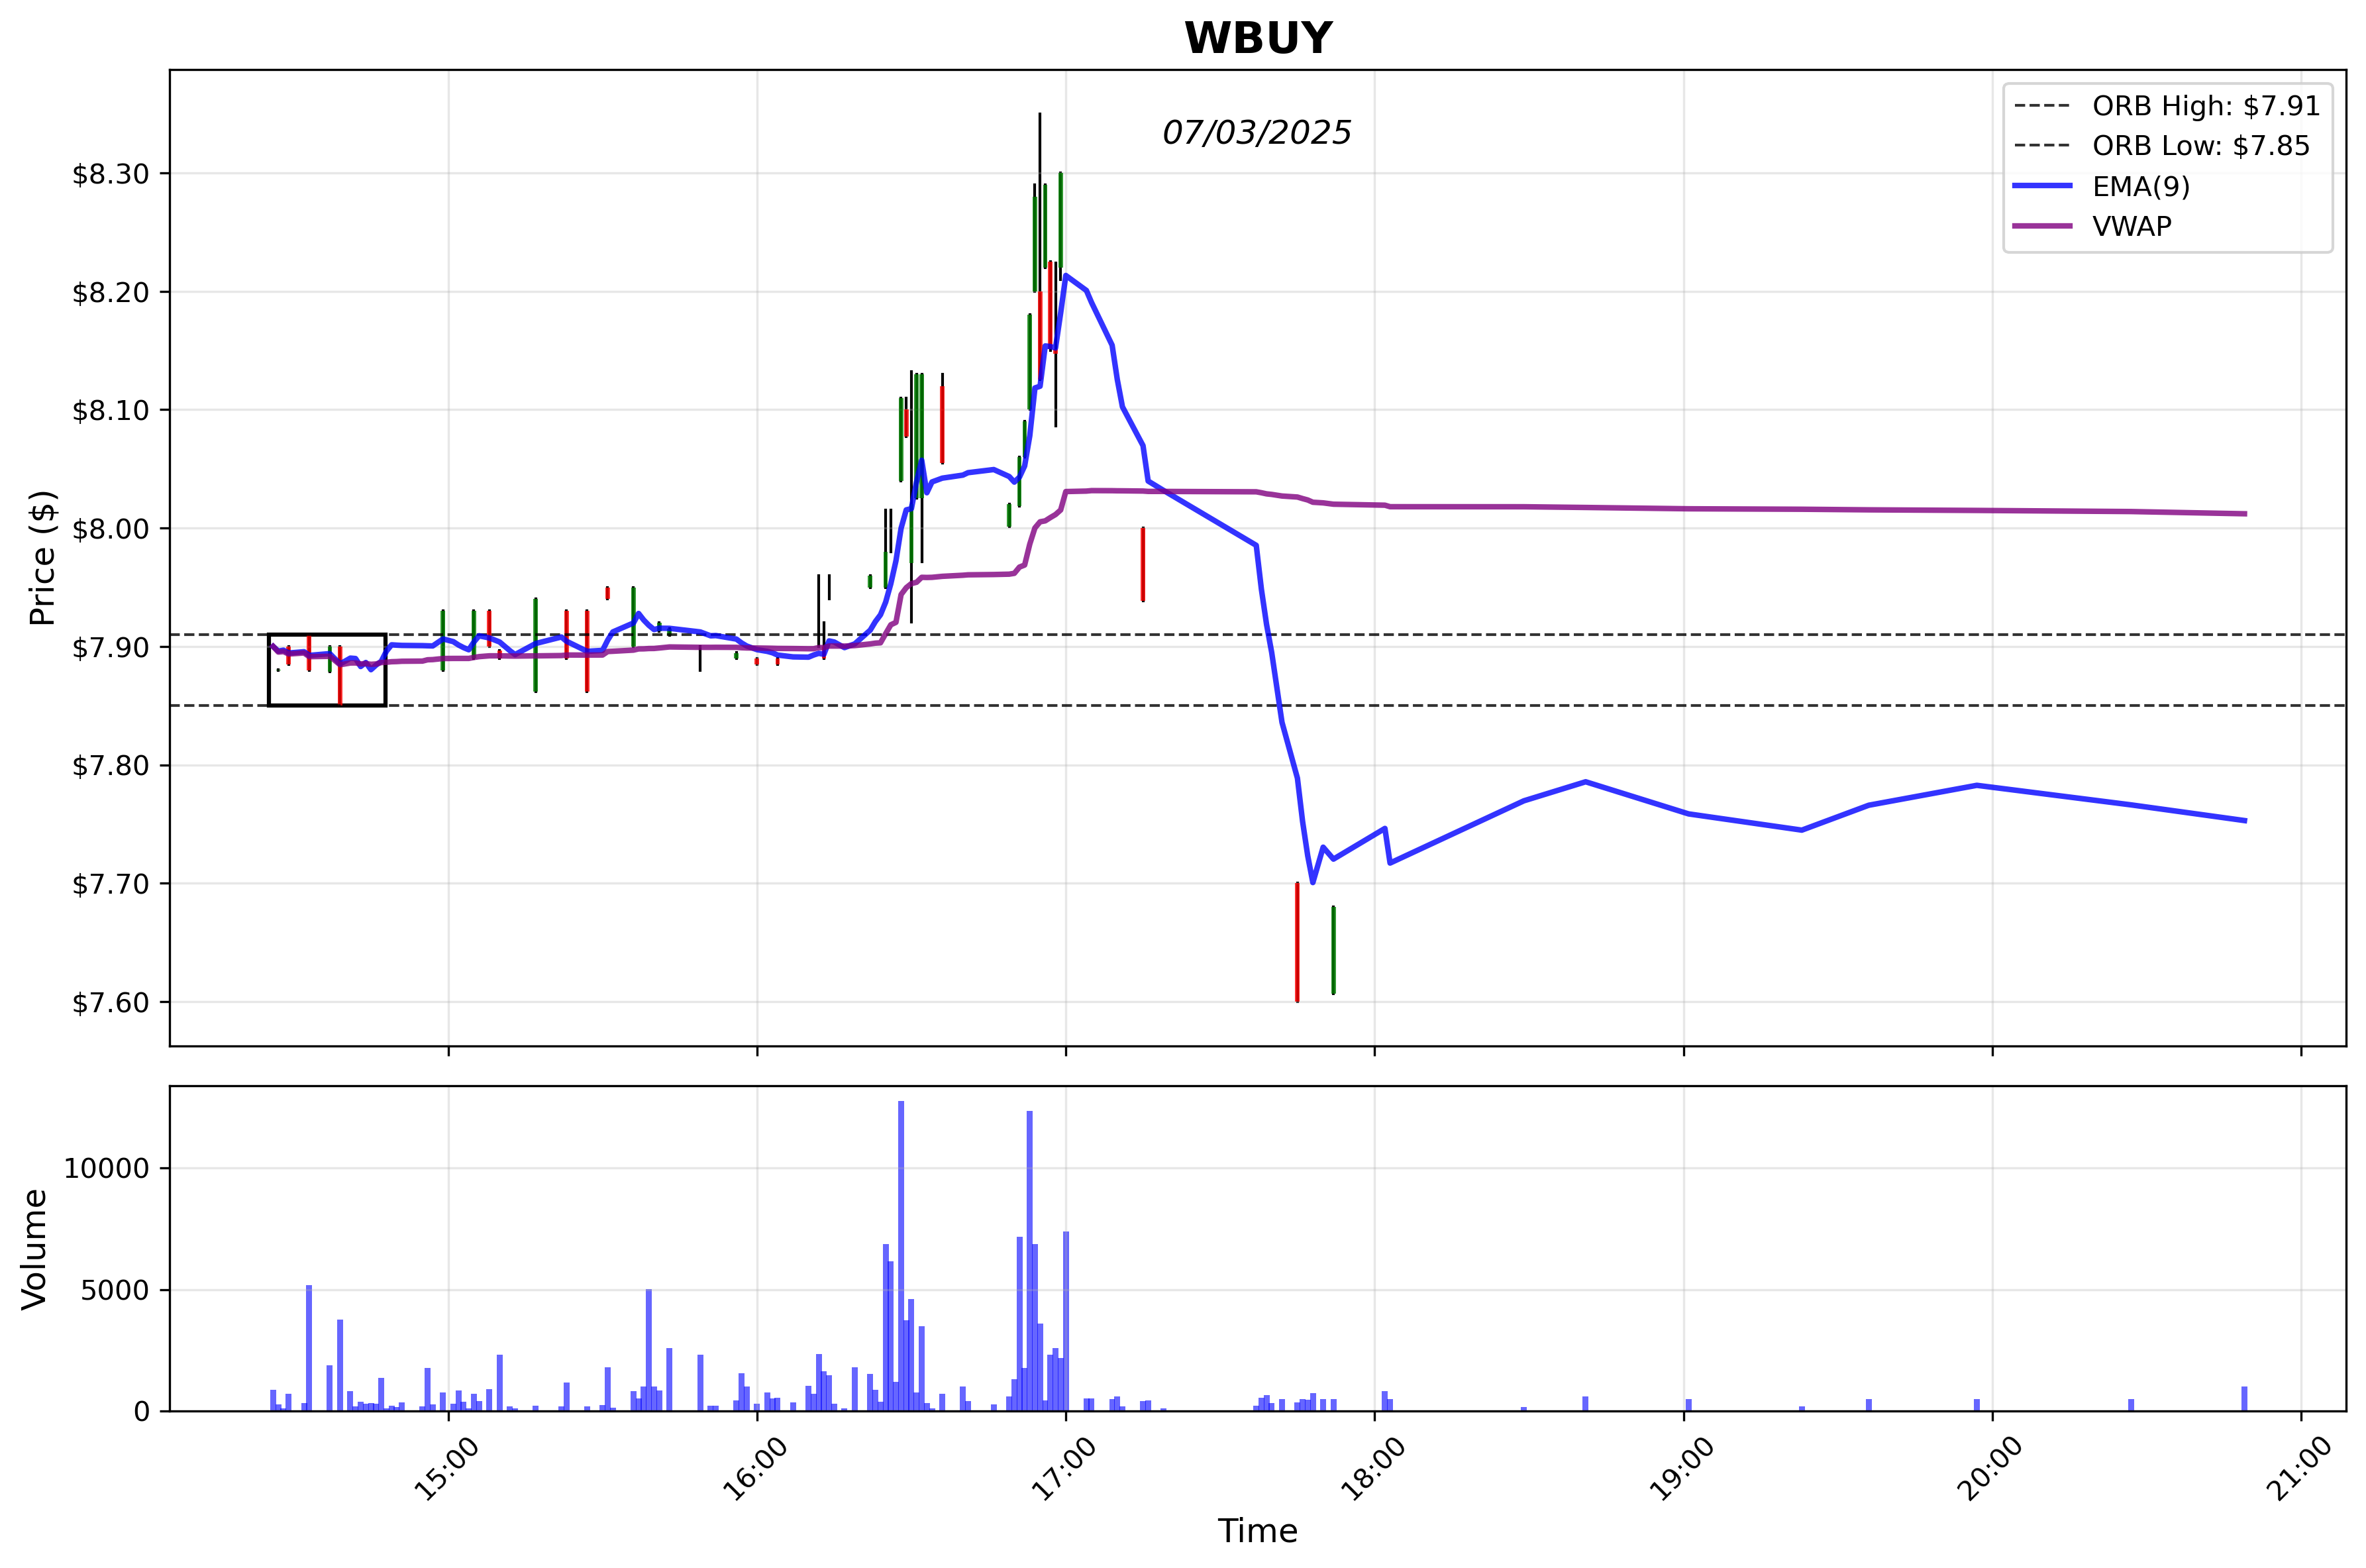 WBUY
07/03/2025
ORB High: $7.91
ORB Low: $7.85
EMA(9)
VWAP
Price ($)
$8.30
$8.20
$8.10
$8.00
$7.90
$7.80
$7.70
$7.60
Volume
10000
5000
0
15:00
16:00
17:00
18:00
19:00
20:00
21:00
Time